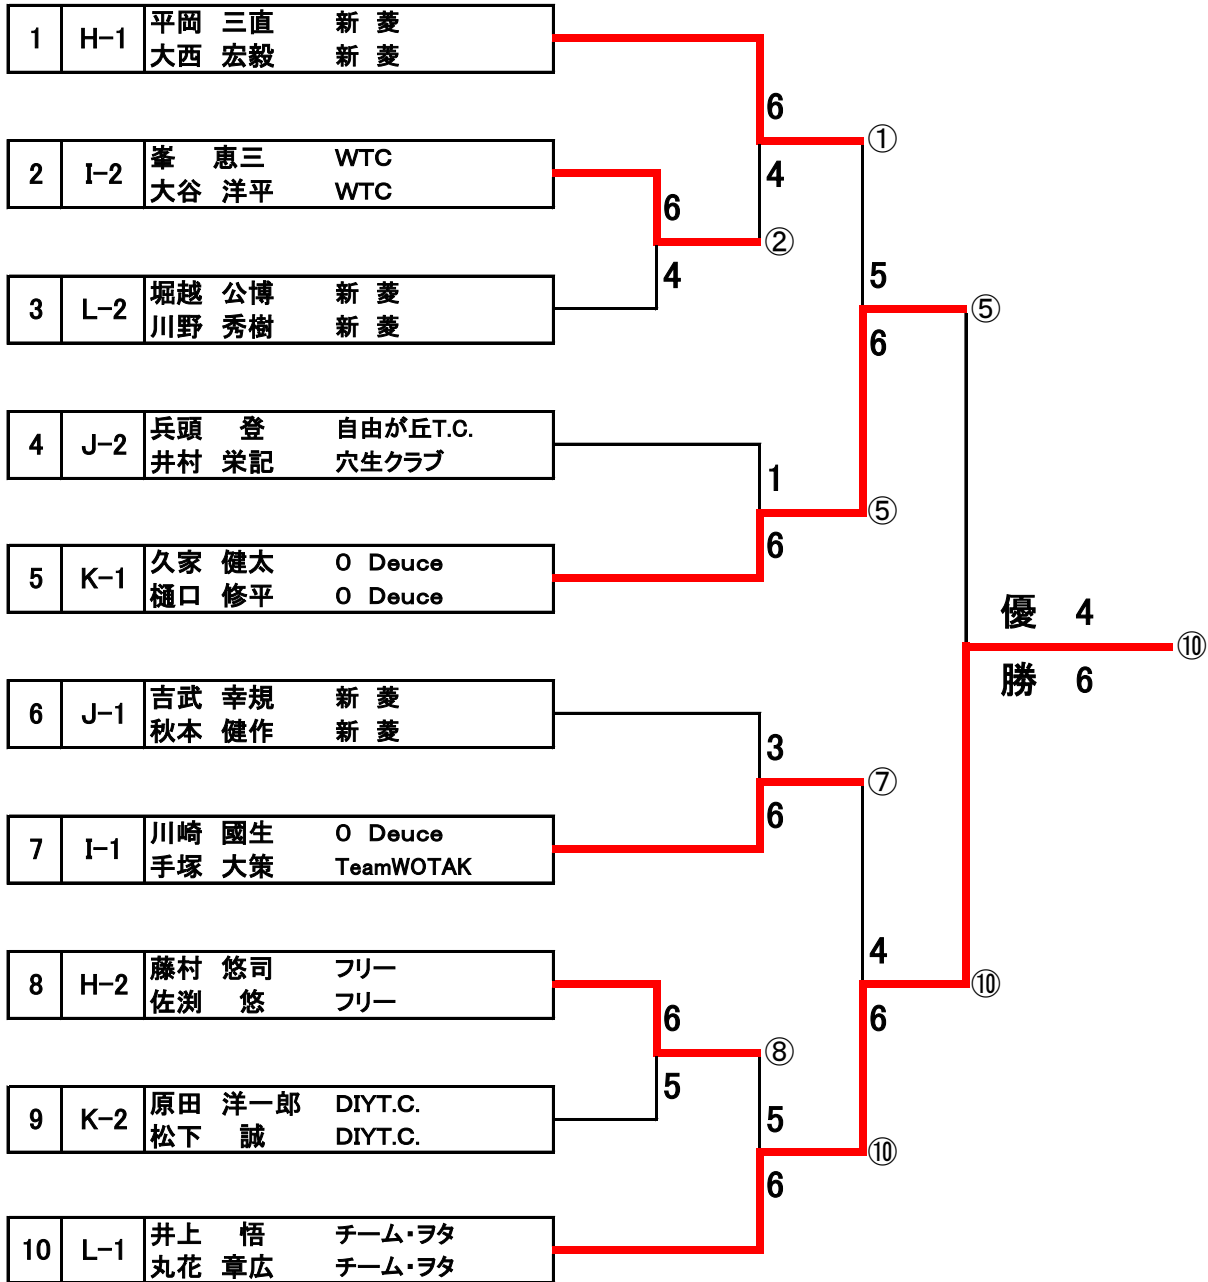 1 H-1 平岡 三直 新 菱
大西 宏毅 新 菱
6
①
2 I-2 峯 恵三 WTC
大谷 洋平 WTC
4
6
②
4
3 L-2 堀越 公博 新 菱
川野 秀樹 新 菱
5
⑤
6
4 J-2 兵頭 登 自由が丘T.C.
井村 栄記 穴生クラブ
1
⑤
6
5 K-1 久家 健太 O Deuce
樋口 修平 O Deuce
優 4
⑩
勝 6
6 J-1 吉武 幸規 新 菱
秋本 健作 新 菱
3
⑦
6
7 I-1 川崎 國生 O Deuce
手塚 大策 TeamWOTAK
4
8 H-2 藤村 悠司 フリー
佐渕 悠 フリー
⑩
6
6
⑧
5
9 K-2 原田 洋一郎 DIYT.C.
松下 誠 DIYT.C.
5
⑩
6
10 L-1 井上 悟 チーム・ヲタ
丸花 章広 チーム・ヲタ